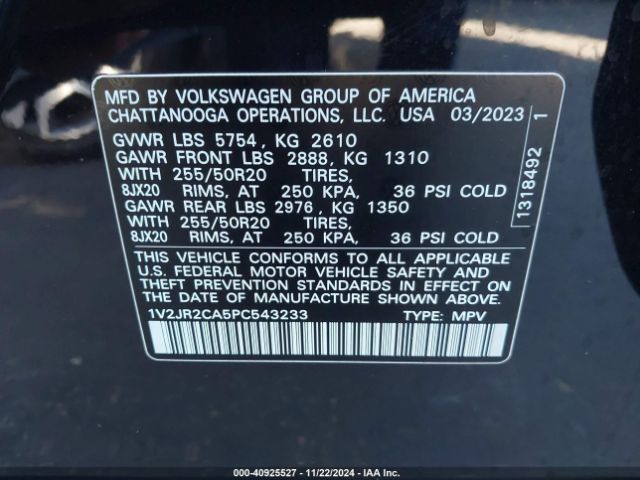 MFD BY VOLKSWAGEN GROUP OF AMERICA
CHATTANOOGA OPERATIONS, LLC. USA 03/2023
GVWR LBS 5754, KG 2610
GAWR FRONT LBS 2888, KG 1310
WITH 255/50R20 TIRES,
8JX20 RIMS, AT 250 KPA, 36 PSI COLD
GAWR REAR LBS 2976, KG 1350
WITH 255/50R20 TIRES,
8JX20 RIMS, AT 250 KPA, 36 PSI COLD
THIS VEHICLE CONFORMS TO ALL APPLICABLE
U.S. FEDERAL MOTOR VEHICLE SAFETY AND
THEFT PREVENTION STANDARDS IN EFFECT ON THE
DATE OF MANUFACTURE SHOWN ABOVE.
1V2JR2CA5PC543233 TYPE: MPV
1318492 1
000-40925527 - 11/22/2024 - IAA Inc.